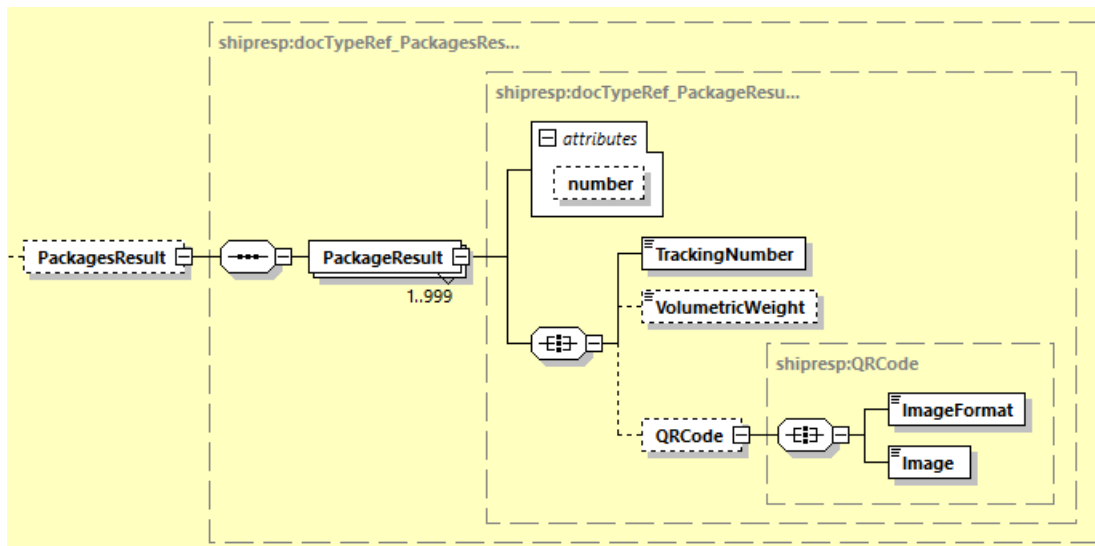 shipresp:docTypeRef_PackagesRes...
shipresp:docTypeRef_PackageResu...
attributes
number
PackagesResult
PackageResult
1..999
TrackingNumber
VolumetricWeight
shipresp:QRCode
QRCode
ImageFormat
Image